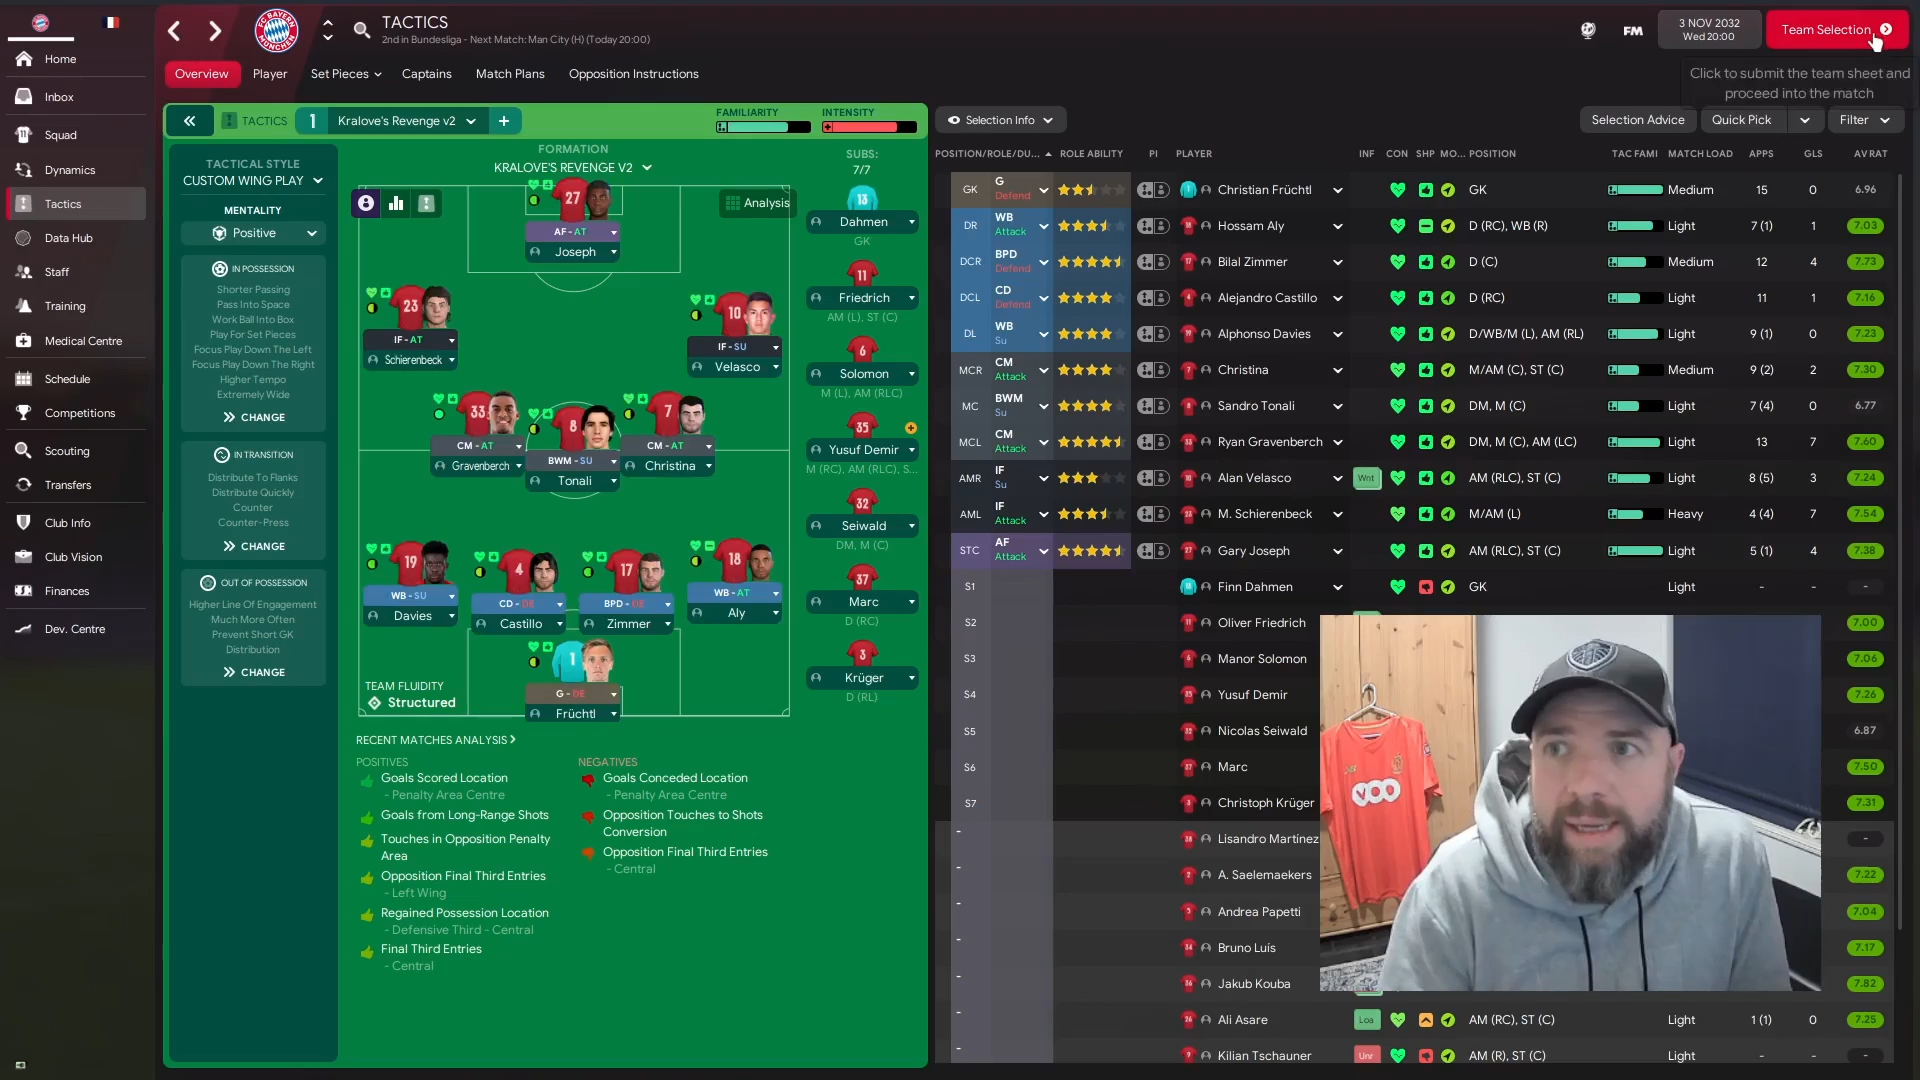 TACTICS
2nd in Bundesliga - Next Match: Man City (H) (Today 20:00)
FM
3 NOV 2032
Wed 20:00
Team Selection
Click to submit the team sheet and
proceed into the match
Home
Inbox
Squad
Dynamics
Tactics
Data Hub
Staff
Training
Medical Centre
Schedule
Competitions
Scouting
Transfers
Club Info
Club Vision
Finances
Dev. Centre
Overview Player Set Pieces Captains Match Plans Opposition Instructions
TACTICS 1 Kralove's Revenge v2 +
FAMILIARITY INTENSITY
TACTICAL STYLE
CUSTOM WING PLAY
MENTALITY
Positive
IN POSSESSION
Shorter Passing
Pass Into Space
Work Ball Into Box
Play For Set Pieces
Focus Play Down The Left
Focus Play Down The Right
Higher Tempo
Extremely Wide
CHANGE
IN TRANSITION
Distribute To Flanks
Distribute Quickly
Counter
Counter-Press
CHANGE
OUT OF POSSESSION
Higher Line Of Engagement
Much More Often
Prevent Short GK
Distribution
CHANGE
FORMATION
KRALOVE'S REVENGE V2
Analysis
27
AF - AT
Joseph
23
IF - AT
Schierenbeck
10
IF - SU
Velasco
33
CM - AT
Gravenberch
8
BWM - SU
Tonali
7
CM - AT
Christina
19
WB - SU
Davies
4
CD - DE
Castillo
17
BPD - DE
Zimmer
18
WB - AT
Aly
1
G - DE
Früchtl
TEAM FLUIDITY
Structured
SUBS:
7/7
13
Dahmen
GK
11
Friedrich
AM (L), ST (C)
6
Solomon
M (L), AM (RLC)
35
Yusuf Demir
M (RC), AM (RLC), S...
32
Seiwald
DM, M (C)
37
Marc
D (RC)
3
Krüger
D (RL)
RECENT MATCHES ANALYSIS
POSITIVES
Goals Scored Location
- Penalty Area Centre
Goals from Long-Range Shots
Touches in Opposition Penalty
Area
Opposition Final Third Entries
- Left Wing
Regained Possession Location
- Defensive Third - Central
Final Third Entries
- Central
NEGATIVES
Goals Conceded Location
- Penalty Area Centre
Opposition Touches to Shots
Conversion
Opposition Final Third Entries
- Central
Selection Info
Selection Advice Quick Pick Filter
POSITION/ROLE/DU... ROLE ABILITY PI PLAYER INF CON SHP MO... POSITION TAC FAMI MATCH LOAD APPS GLS AV RAT
GK G Defend Christian Früchtl GK Medium 15 0 6.96
DR WB Attack Hossam Aly D (RC), WB (R) Light 7 (1) 1 7.03
DCR BPD Defend Bilal Zimmer D (C) Medium 12 4 7.73
DCL CD Defend Alejandro Castillo D (RC) Light 11 1 7.16
DL WB Su Alphonso Davies D/WB/M (L), AM (RL) Light 9 (1) 0 7.23
MCR CM Attack Christina M/AM (C), ST (C) Medium 9 (2) 2 7.30
MC BWM Su Sandro Tonali DM, M (C) Light 7 (4) 0 6.77
MCL CM Attack Ryan Gravenberch DM, M (C), AM (LC) Light 13 7 7.60
AMR IF Su Alan Velasco Wnt AM (RLC), ST (C) Light 8 (5) 3 7.24
AML IF Attack M. Schierenbeck M/AM (L) Heavy 4 (4) 7 7.54
STC AF Attack Gary Joseph AM (RLC), ST (C) Light 5 (1) 4 7.38
S1 Finn Dahmen GK Light - - -
S2 Oliver Friedrich 7.00
S3 Manor Solomon 7.06
S4 Yusuf Demir 7.26
S5 Nicolas Seiwald 6.87
S6 Marc 7.50
S7 Christoph Krüger 7.31
- Lisandro Martínez -
- A. Saelemaekers 7.22
- Andrea Papetti 7.04
- Bruno Luís 7.17
- Jakub Kouba 7.82
- Ali Asare Loa AM (RC), ST (C) Light 1 (1) 0 7.25
- Kilian Tschauner Unr AM (R), ST (C) Light - - -
VOO